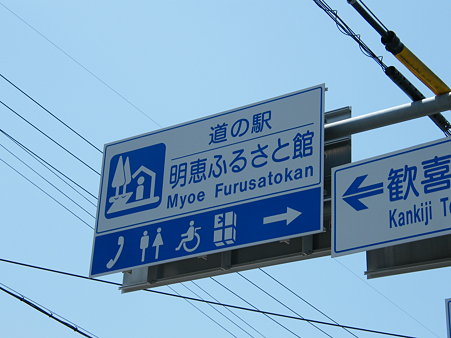 道の駅
明恵ふるさと館
Myoe Furusatokan
歓喜
Kankiji